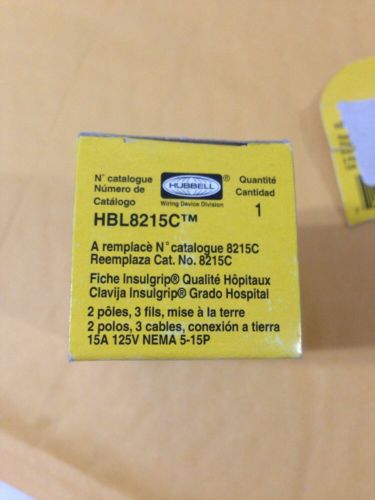 N° catalogue
Número de
Catálogo
HUBBELL®
Wiring Device Division
Quantité
Cantidad
1
HBL8215C™
A remplacè N° catalogue 8215C
Reemplaza Cat. No. 8215C
Fiche Insulgrip® Qualité Hôpitaux
Clavija Insulgrip® Grado Hospital
2 pôles, 3 fils, mise à la terre
2 polos, 3 cables, conexión a tierra
15A 125V NEMA 5-15P